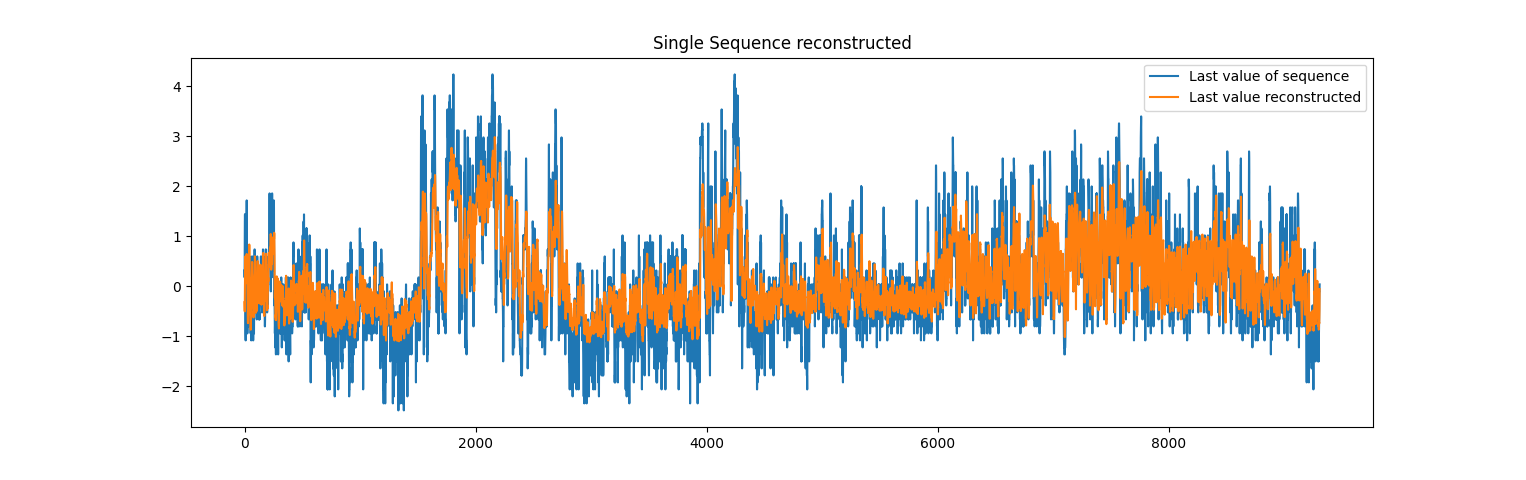 Single Sequence reconstructed
Last value of sequence
Last value reconstructed
4
3
2
1
0
−1
−2
0 2000 4000 6000 8000